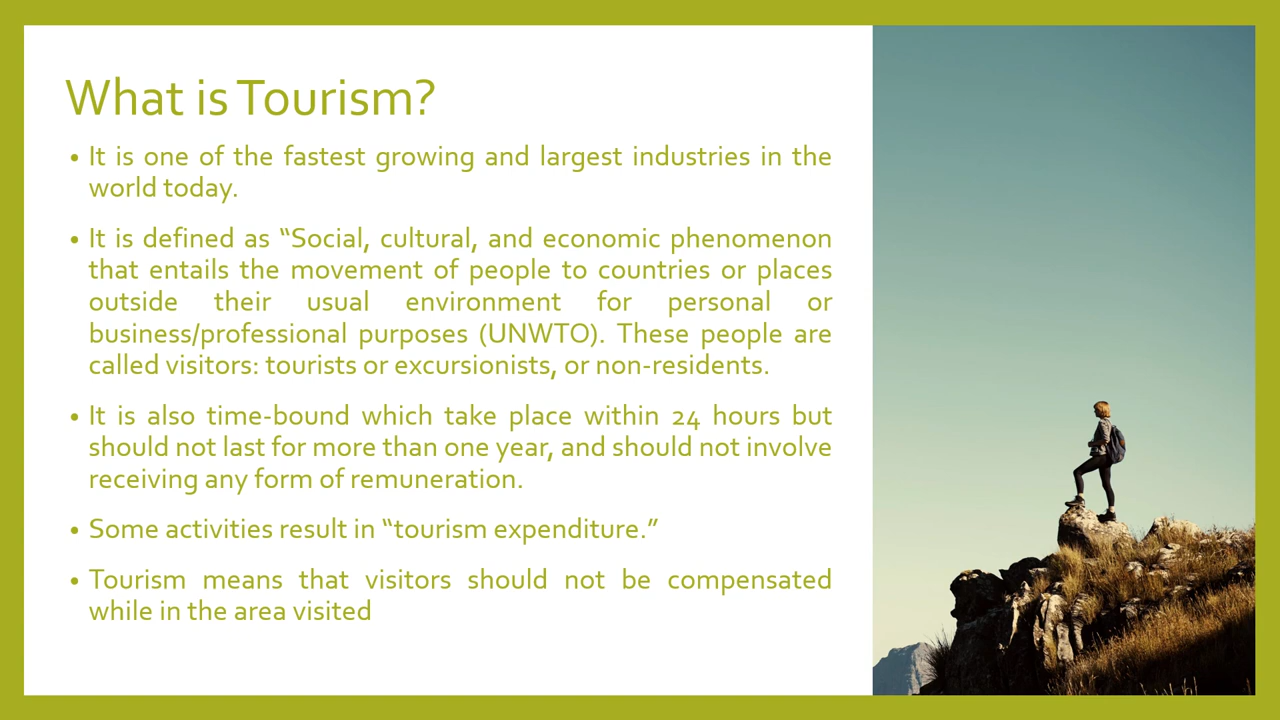 What is Tourism?
• It is one of the fastest growing and largest industries in the
world today.
• It is defined as “Social, cultural, and economic phenomenon
that entails the movement of people to countries or places
outside their usual environment for personal or
business/professional purposes (UNWTO). These people are
called visitors: tourists or excursionists, or non-residents.
• It is also time-bound which take place within 24 hours but
should not last for more than one year, and should not involve
receiving any form of remuneration.
• Some activities result in “tourism expenditure.”
• Tourism means that visitors should not be compensated
while in the area visited